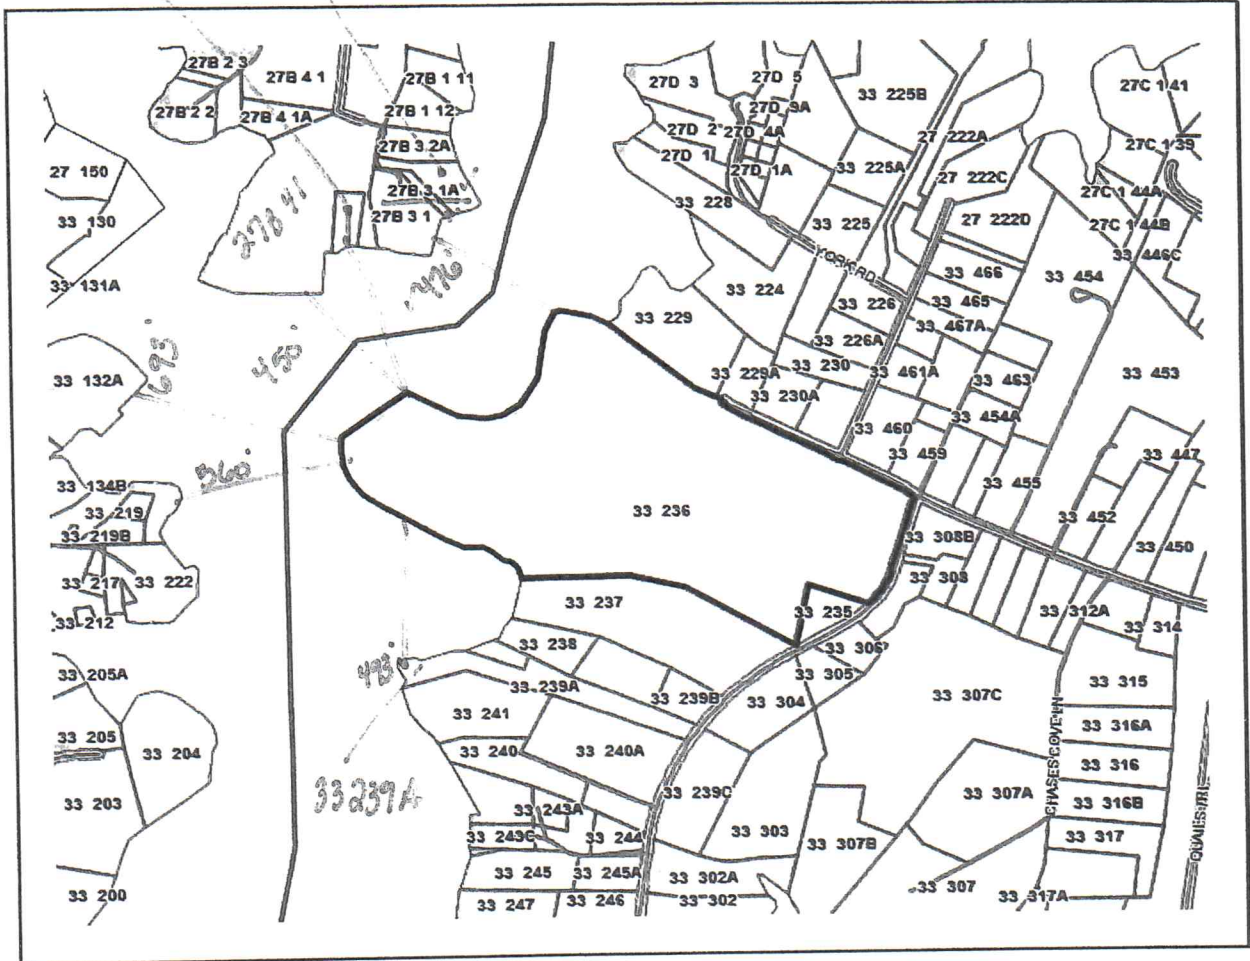 27B 2 3
27B 4 1
27B 1 11
27B 2 2
27B 4 1A
27B 1 12
27B 3 2A
27B 3 1A
27B 3 1
27B 41
476'
27 150
33 130
33 131A
33 132A
693'
450'
560'
33 134B
33 219
33 219B
33 217
33 222
33 212
33 205A
33 205
33 204
33 203
33 200
27D 3
27D 5
27D 9A
27D 4A
27D 1
27D 1A
33 228
33 225B
33 225A
33 225
27 222A
27 222C
27 222D
27C 1 41
27C 1 39
27C 1 44A
27C 1 44B
33 446C
YORK RD
33 224
33 226
33 226A
33 466
33 465
33 467A
33 454
33 453
33 229
33 229A
33 230
33 230A
33 461A
33 463
33 454A
33 460
33 459
33 455
33 447
33 452
33 450
33 236
33 308B
33 308
33 312A
33 314
33 235
33 306
33 305
33 304
33 237
33 238
33 239A
33 239B
33 241
33 240
33 240A
493'
33 239A
33 243A
33 243C
33 244
33 239C
33 245
33 245A
33 247
33 246
33 302A
33 302
33 303
33 307B
33 307C
33 307A
33 307
33 317A
CHASES COVE LN
33 315
33 316A
33 316
33 316B
33 317